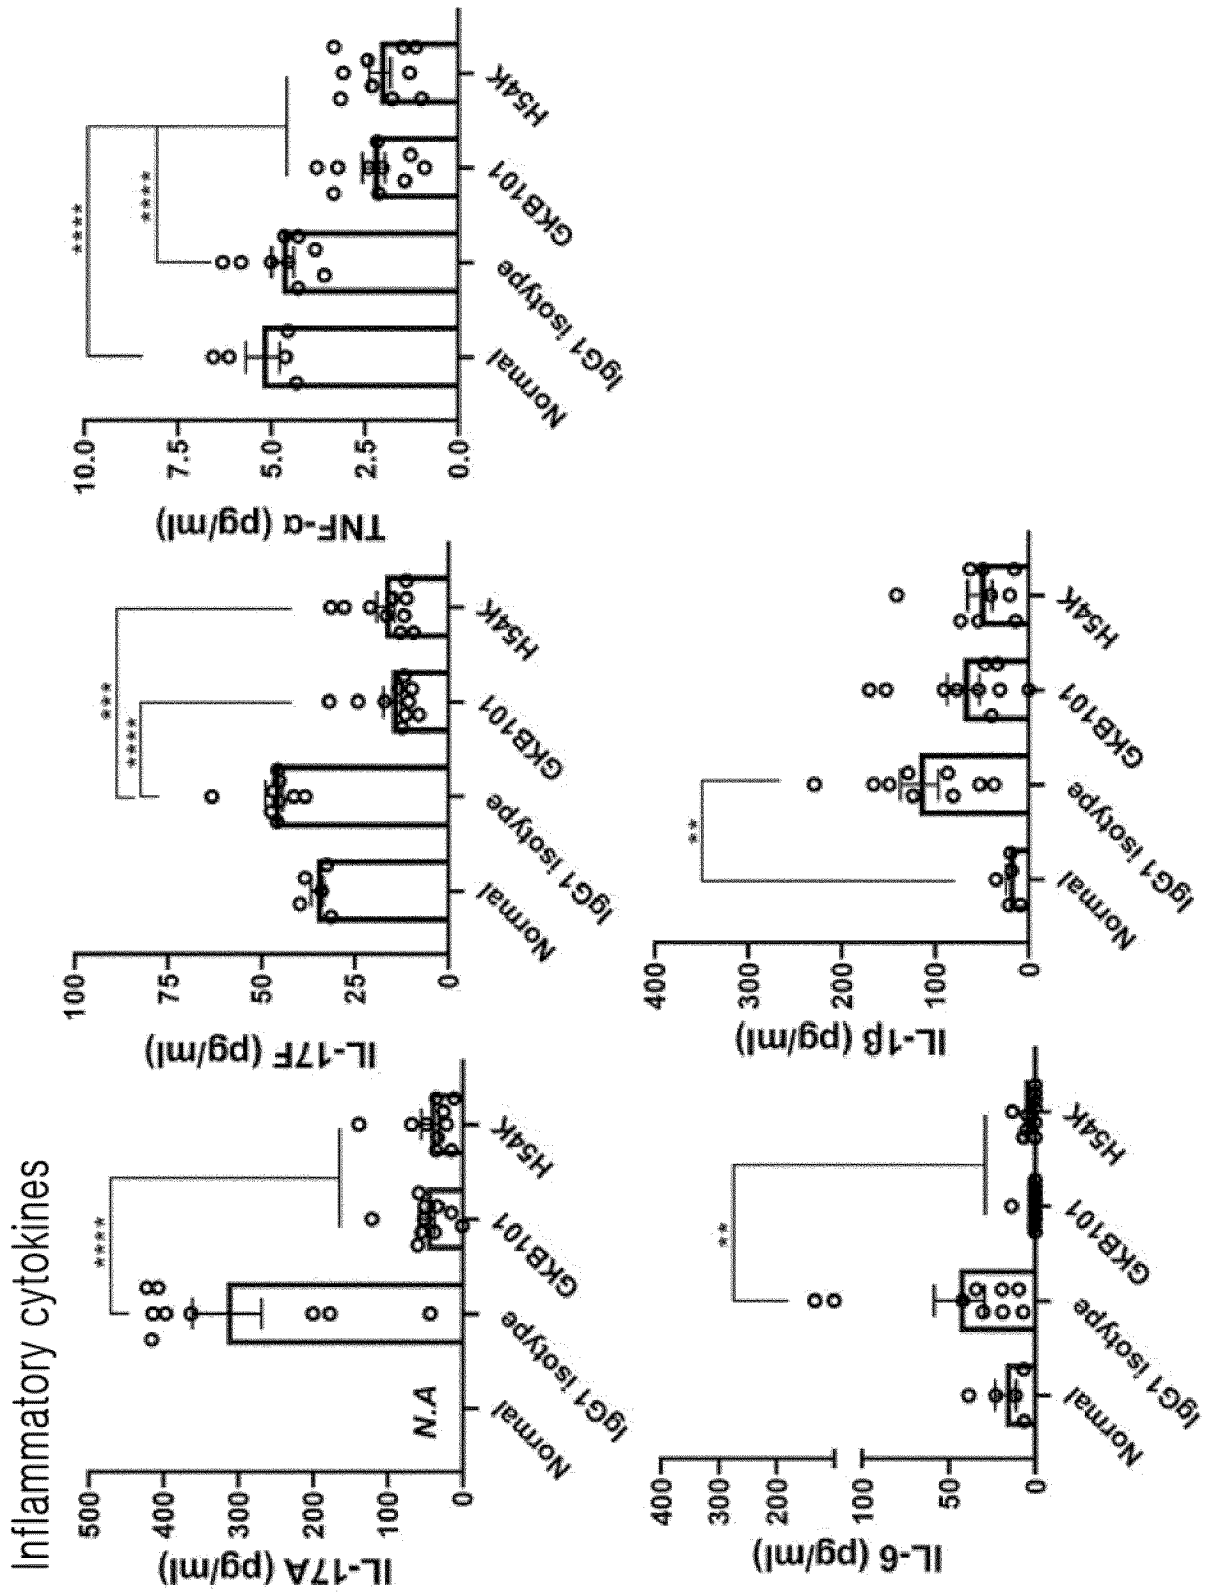 Inflammatory cytokines
IL-17A (pg/ml)
500
400
300
200
100
0
****
N.A
Normal
IgG1 isotype
GKB101
H54K
IL-17F (pg/ml)
100
75
50
25
0
***
****
Normal
IgG1 isotype
GKB101
H54K
TNF-α (pg/ml)
10.0
7.5
5.0
2.5
0.0
****
****
Normal
IgG1 isotype
GKB101
H54K
IL-6 (pg/ml)
400
300
200
100
50
0
**
Normal
IgG1 isotype
GKB101
H54K
IL-1β (pg/ml)
400
300
200
100
0
**
Normal
IgG1 isotype
GKB101
H54K